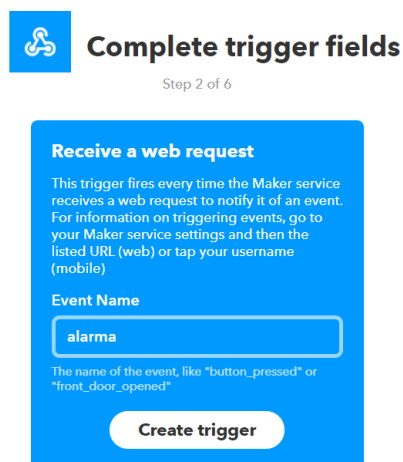 Complete trigger fields
Step 2 of 6
Receive a web request
This trigger fires every time the Maker service
receives a web request to notify it of an event.
For information on triggering events, go to
your Maker service settings and then the
listed URL (web) or tap your username
(mobile)
Event Name
alarma
The name of the event, like "button_pressed" or
"front_door_opened"
Create trigger